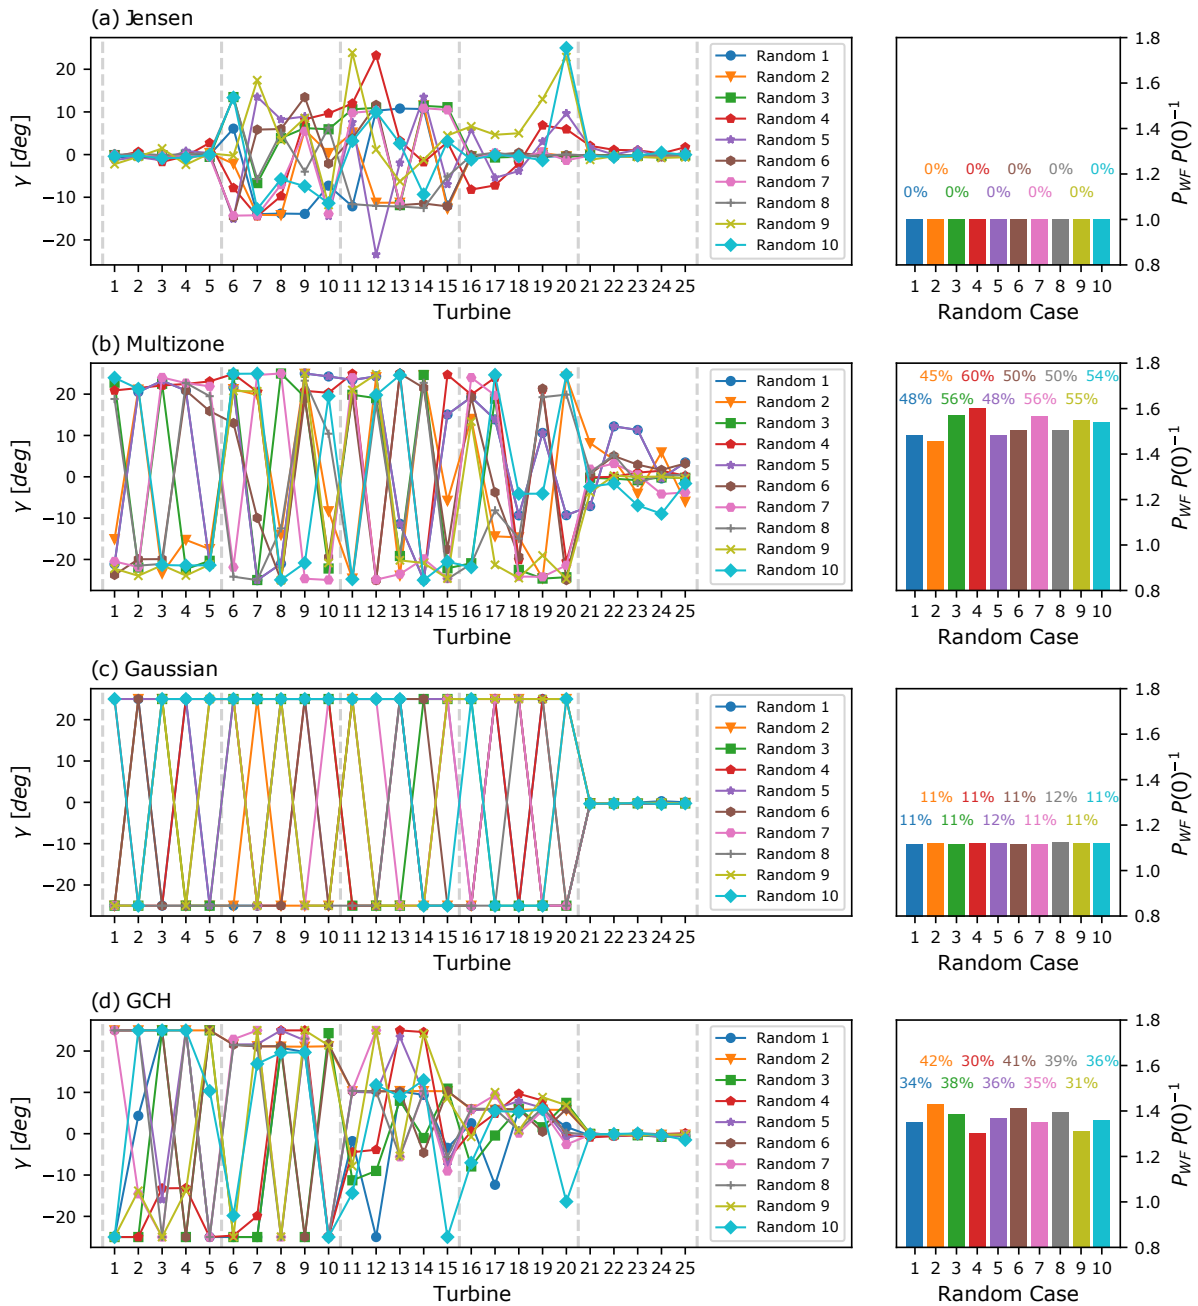 (a) Jensen
γ [deg]
20
10
0
−10
−20
1 2 3 4 5 6 7 8 9 10 11 12 13 14 15 16 17 18 19 20 21 22 23 24 25
Turbine
Random 1
Random 2
Random 3
Random 4
Random 5
Random 6
Random 7
Random 8
Random 9
Random 10
0% 0% 0% 0% 0%
0% 0% 0% 0% 0%
1.8
1.6
1.4
1.2
1.0
0.8
P_WF P(0)⁻¹
1 2 3 4 5 6 7 8 9 10
Random Case
(b) Multizone
γ [deg]
20
10
0
−10
−20
1 2 3 4 5 6 7 8 9 10 11 12 13 14 15 16 17 18 19 20 21 22 23 24 25
Turbine
Random 1
Random 2
Random 3
Random 4
Random 5
Random 6
Random 7
Random 8
Random 9
Random 10
45% 60% 50% 50% 54%
48% 56% 48% 56% 55%
1.8
1.6
1.4
1.2
1.0
0.8
P_WF P(0)⁻¹
1 2 3 4 5 6 7 8 9 10
Random Case
(c) Gaussian
γ [deg]
20
10
0
−10
−20
1 2 3 4 5 6 7 8 9 10 11 12 13 14 15 16 17 18 19 20 21 22 23 24 25
Turbine
Random 1
Random 2
Random 3
Random 4
Random 5
Random 6
Random 7
Random 8
Random 9
Random 10
11% 11% 11% 12% 11%
11% 11% 12% 11% 11%
1.8
1.6
1.4
1.2
1.0
0.8
P_WF P(0)⁻¹
1 2 3 4 5 6 7 8 9 10
Random Case
(d) GCH
γ [deg]
20
10
0
−10
−20
1 2 3 4 5 6 7 8 9 10 11 12 13 14 15 16 17 18 19 20 21 22 23 24 25
Turbine
Random 1
Random 2
Random 3
Random 4
Random 5
Random 6
Random 7
Random 8
Random 9
Random 10
42% 30% 41% 39% 36%
34% 38% 36% 35% 31%
1.8
1.6
1.4
1.2
1.0
0.8
P_WF P(0)⁻¹
1 2 3 4 5 6 7 8 9 10
Random Case